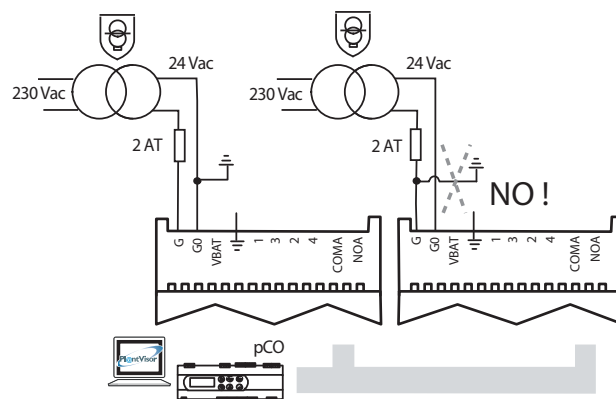 24 Vac
24 Vac
230 Vac
230 Vac
2 AT
2 AT
NO !
G G0 VBAT 1 3 2 4 COMA NOA
G G0 VBAT 1 3 2 4 COMA NOA
pCO
PlantVisor